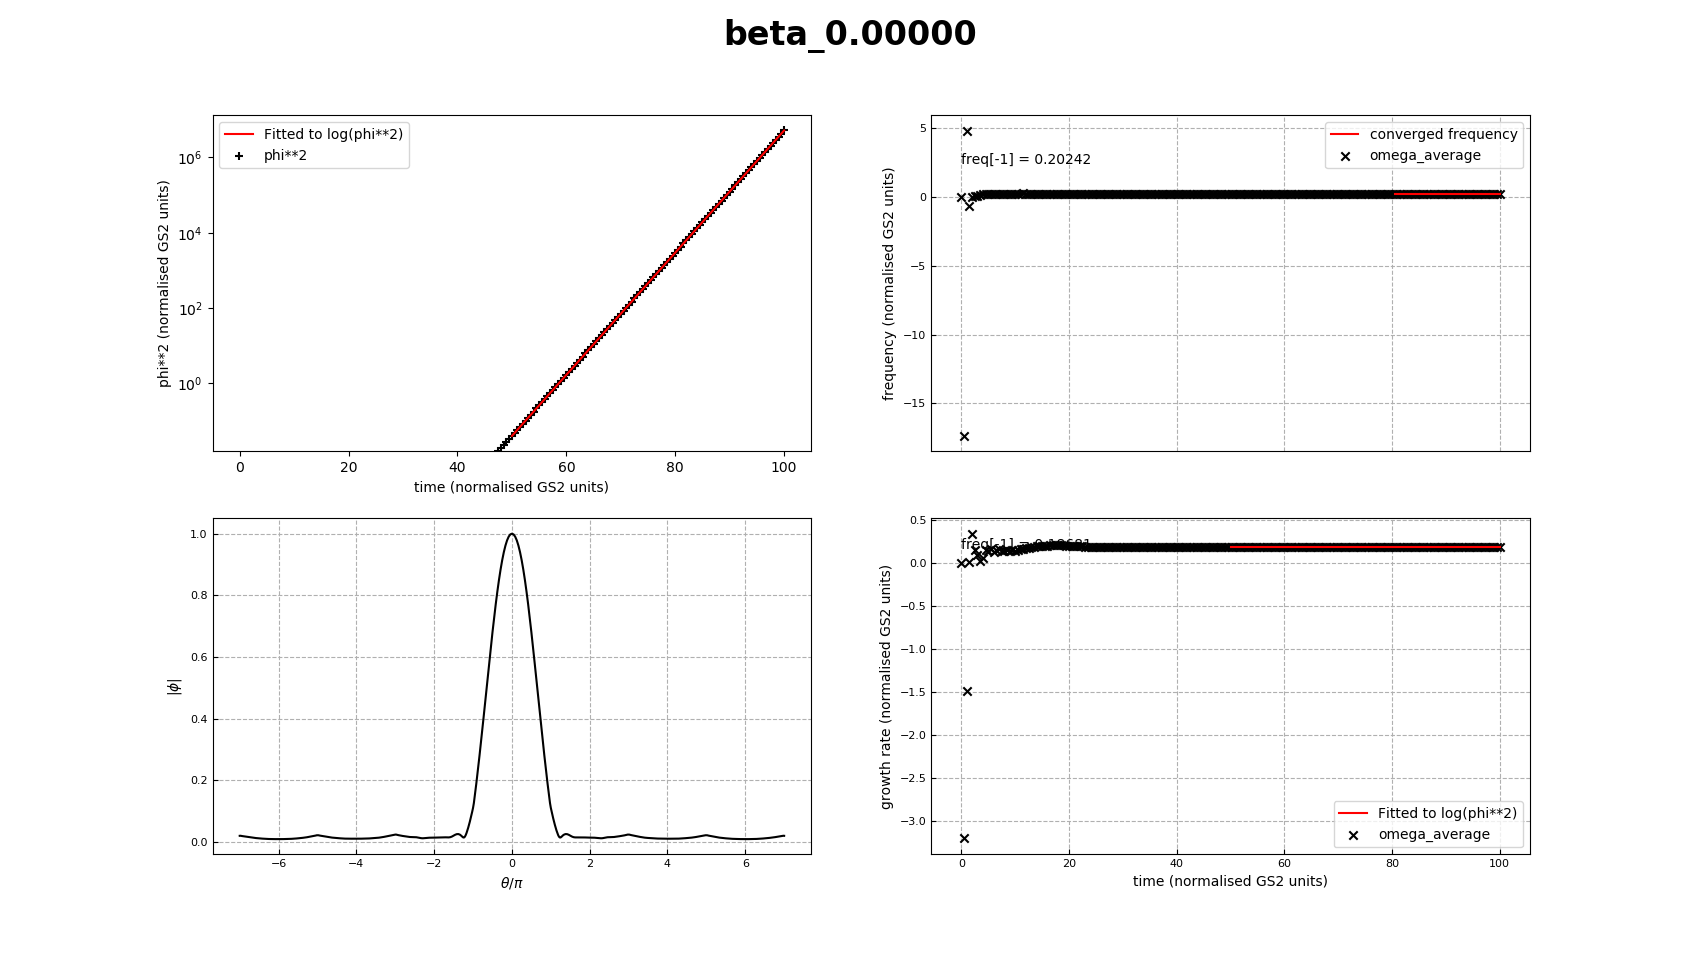 beta_0.00000
Fitted to log(phi**2)
phi**2
phi**2 (normalised GS2 units)
10^6
10^4
10^2
10^0
0 20 40 60 80 100
time (normalised GS2 units)
converged frequency
omega_average
freq[-1] = 0.20242
frequency (normalised GS2 units)
5
0
−5
−10
−15
|ϕ|
1.0
0.8
0.6
0.4
0.2
0.0
−6 −4 −2 0 2 4 6
θ/π
growth rate (normalised GS2 units)
0.5
0.0
−0.5
−1.0
−1.5
−2.0
−2.5
−3.0
freq[-1] =
Fitted to log(phi**2)
omega_average
0 20 40 60 80 100
time (normalised GS2 units)